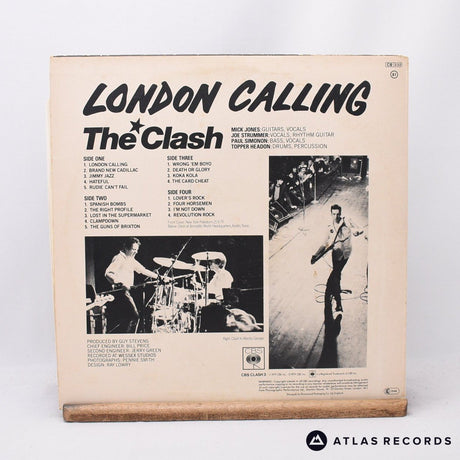 LONDON CALLING
The Clash
MICK JONES: GUITARS, VOCALS
JOE STRUMMER: VOCALS, RHYTHM GUITAR
PAUL SIMONON: BASS, VOCALS
TOPPER HEADON: DRUMS, PERCUSSION
SIDE ONE
1. LONDON CALLING
2. BRAND NEW CADILLAC
3. JIMMY JAZZ
4. HATEFUL
5. RUDIE CAN'T FAIL
SIDE TWO
1. SPANISH BOMBS
2. THE RIGHT PROFILE
3. LOST IN THE SUPERMARKET
4. CLAMPDOWN
5. THE GUNS OF BRIXTON
SIDE THREE
1. WRONG 'EM BOYO
2. DEATH OR GLORY
3. KOKA KOLA
4. THE CARD CHEAT
SIDE FOUR
1. LOVER'S ROCK
2. FOUR HORSEMEN
3. I'M NOT DOWN
4. REVOLUTION ROCK
PRODUCED BY GUY STEVENS
CHIEF ENGINEER: BILL PRICE
SECOND ENGINEER: JERRY GREEN
RECORDED AT WESSEX STUDIOS
PHOTOGRAPHS: PENNIE SMITH
DESIGN: RAY LOWRY
CBS
CBS CLASH 3
ATLAS RECORDS